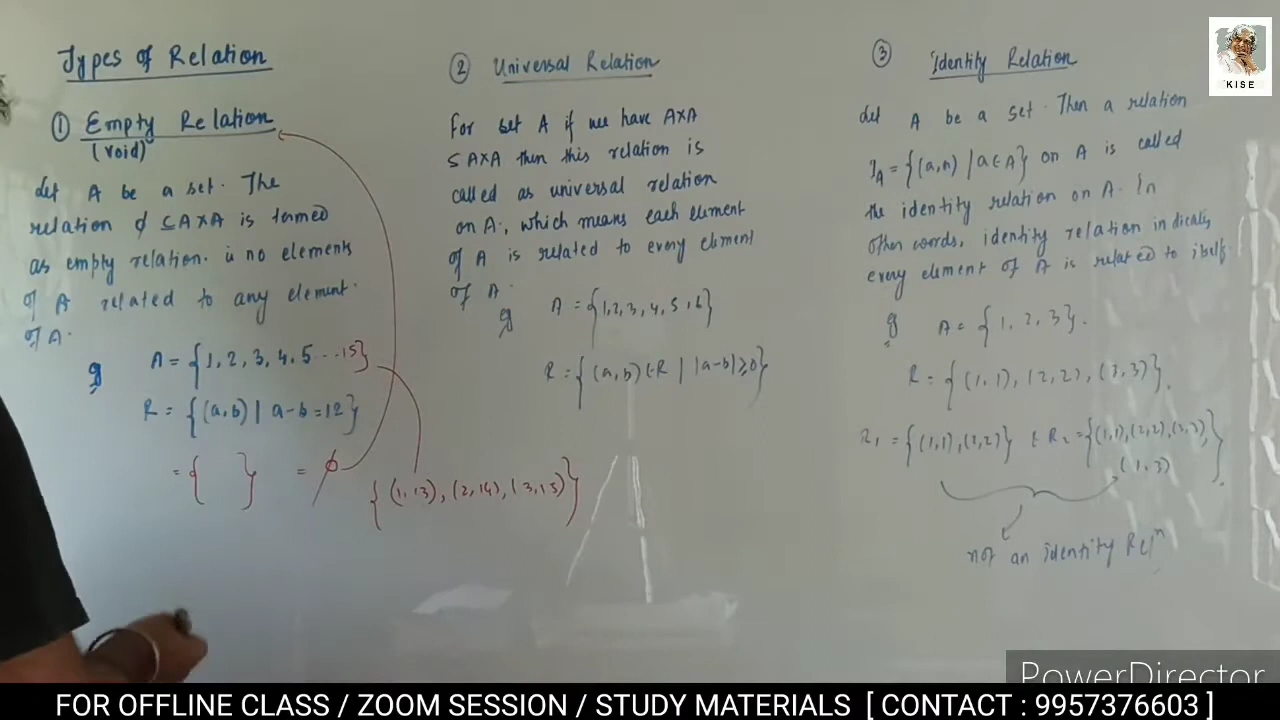 Types of Relation
① Empty Relation
(void)
Let A be a set. The
relation ϕ ⊆ A×A is termed
as empty relation. ie no elements
of A related to any element.
of A.
eg A = {1, 2, 3, 4, 5 ...15}
R = {(a,b) | a-b=12}
= { } = ϕ
{(1,13), (2,14), (3,15)}
② Universal Relation
For set A if we have A×A
⊆ A×A then this relation is
called as universal relation
on A., which means each element
of A is related to every element
of A.
eg A = {1,2,3,4,5,6}
R = {(a,b) ∈ R | |a-b| ≥ 0}
③ Identity Relation
Let A be a set. Then a relation
I_A = {(a,a) | a ∈ A} on A is called
the identity relation on A. In
other words, identity relation indicates
every element of A is related to itself.
eg A = {1, 2, 3}.
R = {(1,1), (2,2), (3,3)}.
R₁ = {(1,1),(2,2)} & R₂ = {(1,1),(2,2),(3,3),
(1,3)}.
not an identity Relⁿ
KISE
PowerDirector
FOR OFFLINE CLASS / ZOOM SESSION / STUDY MATERIALS [ CONTACT : 9957376603 ]